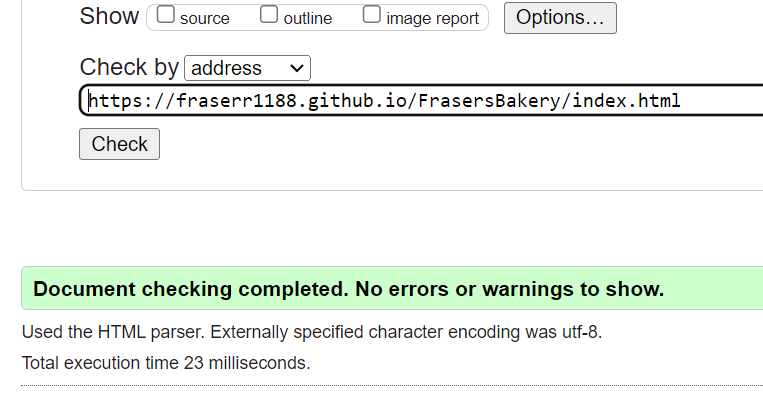 Show source outline image report Options...
Check by address
https://fraserr1188.github.io/FrasersBakery/index.html
Check
Document checking completed. No errors or warnings to show.
Used the HTML parser. Externally specified character encoding was utf-8.
Total execution time 23 milliseconds.